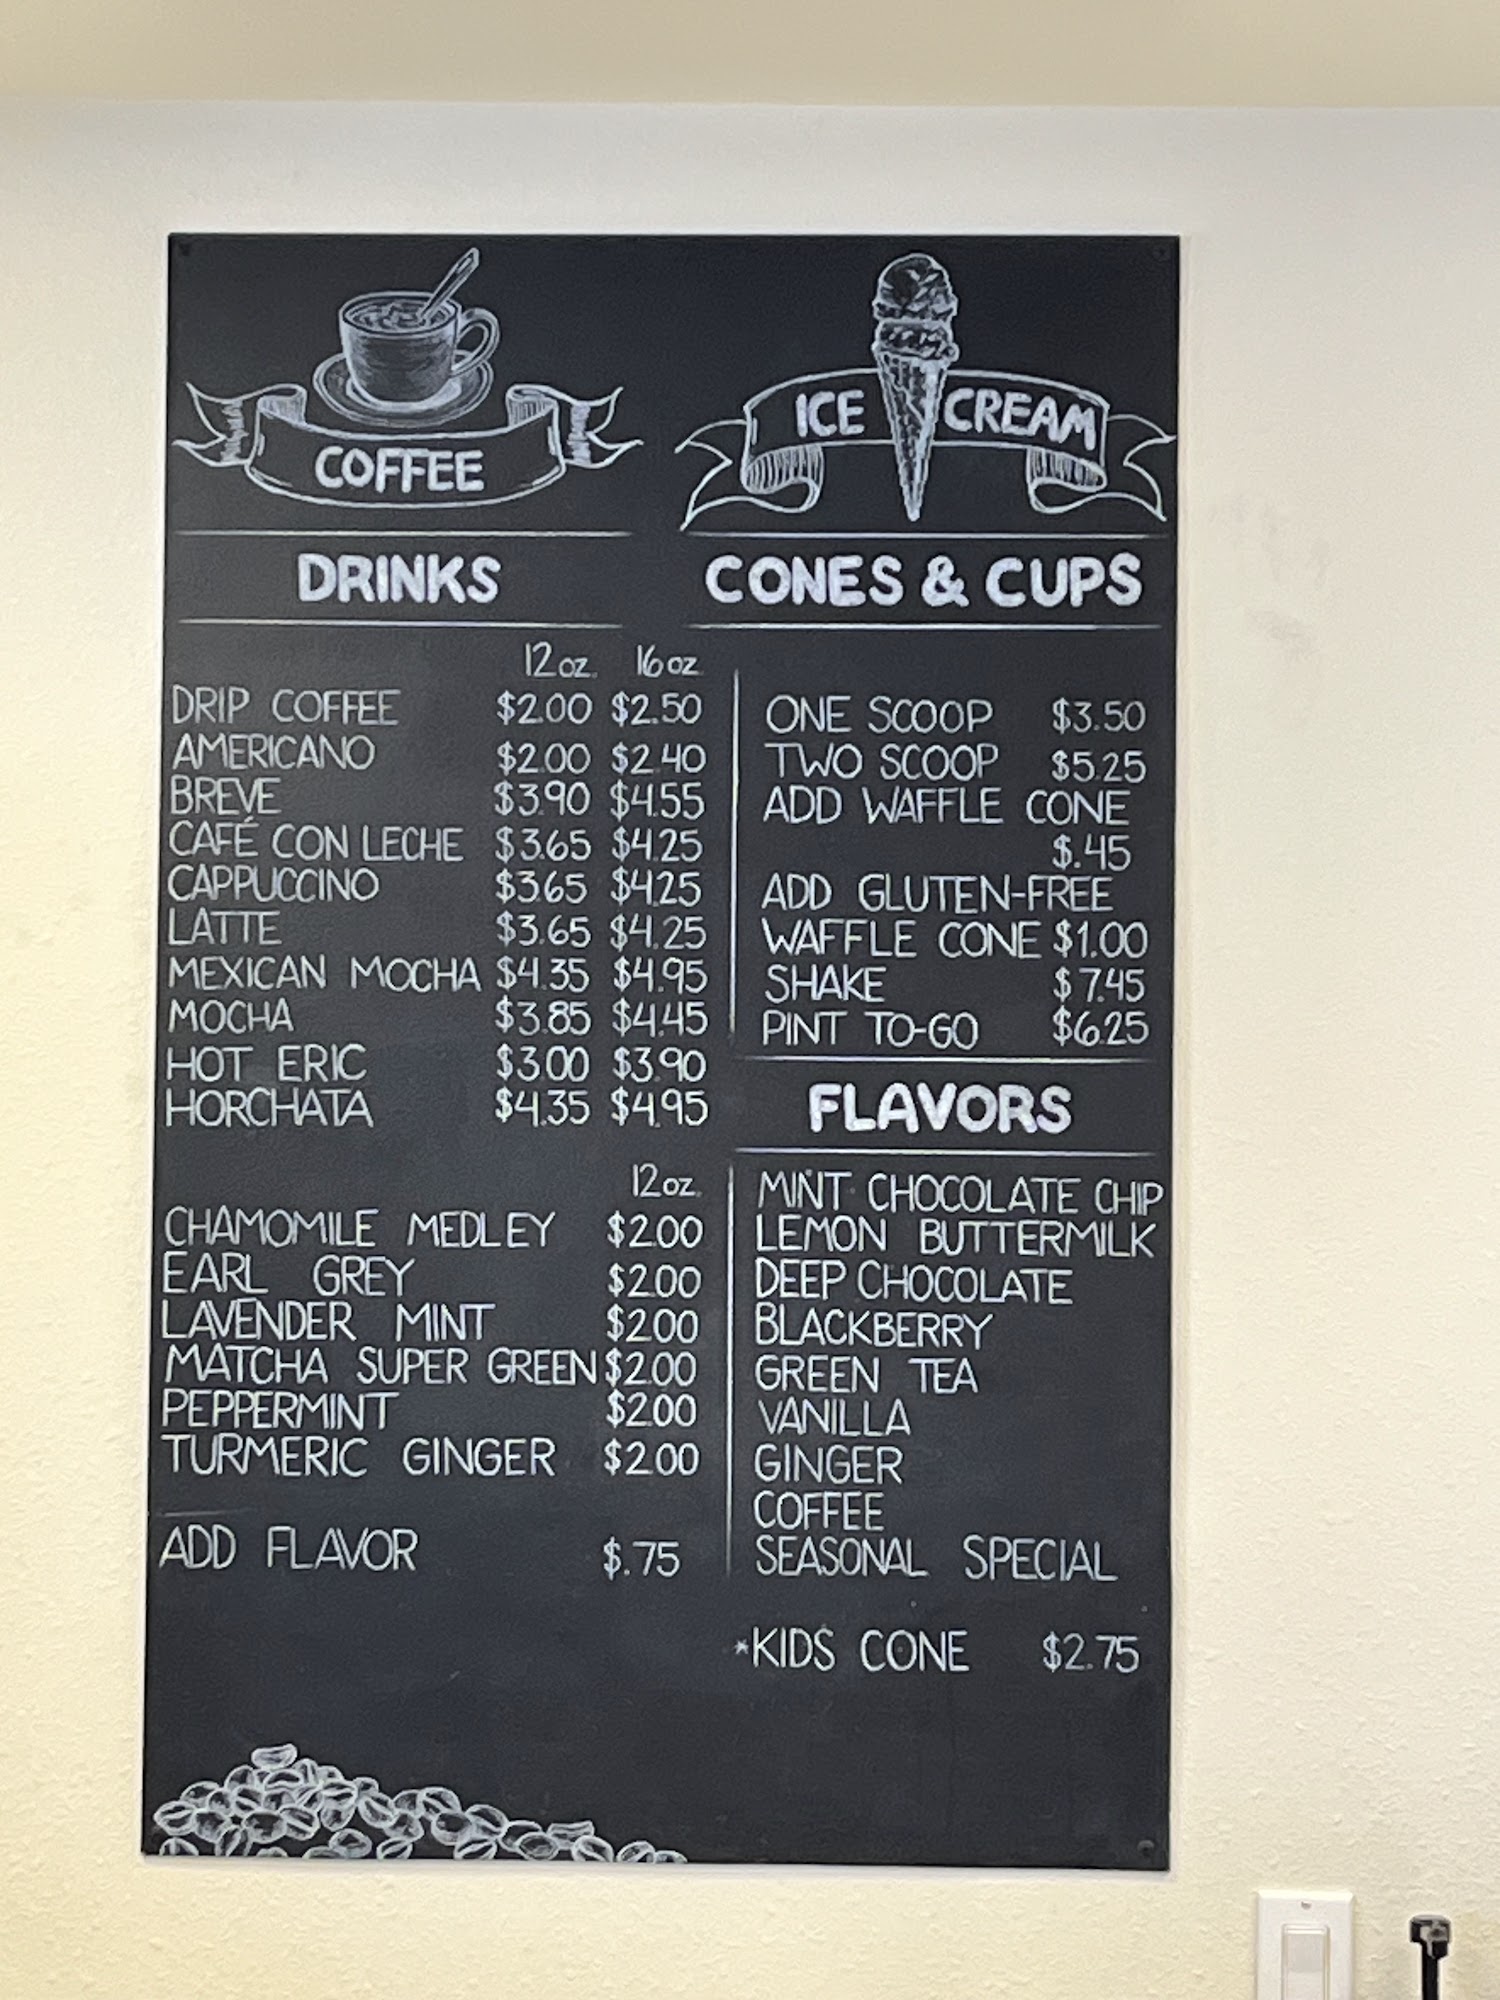 COFFEE
DRINKS
12 oz. 16 oz
DRIP COFFEE $2.00 $2.50
AMERICANO $2.00 $2.40
BREVE $3.90 $4.55
CAFÉ CON LECHE $3.65 $4.25
CAPPUCCINO $3.65 $4.25
LATTE $3.65 $4.25
MEXICAN MOCHA $4.35 $4.95
MOCHA $3.85 $4.45
HOT ERIC $3.00 $3.90
HORCHATA $4.35 $4.95
12 oz.
CHAMOMILE MEDLEY $2.00
EARL GREY $2.00
LAVENDER MINT $2.00
MATCHA SUPER GREEN $2.00
PEPPERMINT $2.00
TURMERIC GINGER $2.00
ADD FLAVOR $.75
ICE CREAM
CONES & CUPS
ONE SCOOP $3.50
TWO SCOOP $5.25
ADD WAFFLE CONE
$.45
ADD GLUTEN-FREE
WAFFLE CONE $1.00
SHAKE $7.45
PINT TO-GO $6.25
FLAVORS
MINT CHOCOLATE CHIP
LEMON BUTTERMILK
DEEP CHOCOLATE
BLACKBERRY
GREEN TEA
VANILLA
GINGER
COFFEE
SEASONAL SPECIAL
*KIDS CONE $2.75